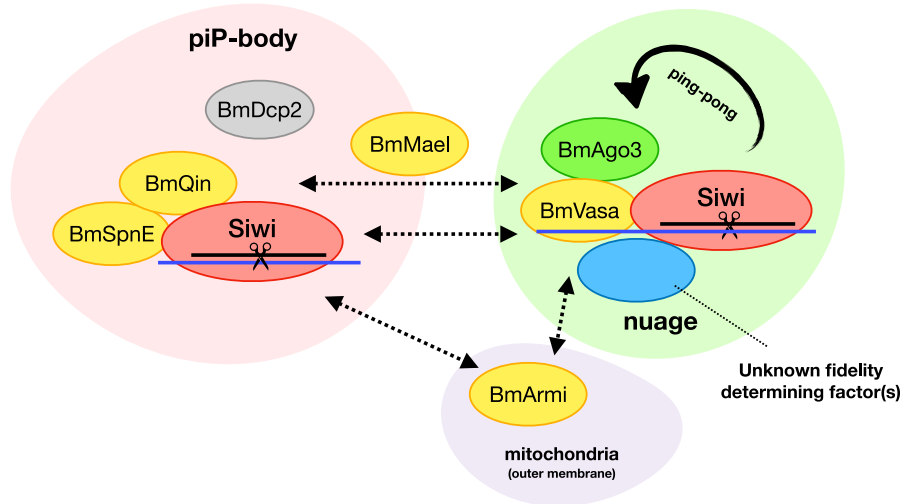 piP-body
BmDcp2
BmMael
BmQin
BmSpnE
Siwi
ping-pong
BmAgo3
BmVasa
Siwi
nuage
Unknown fidelity
determining factor(s)
BmArmi
mitochondria
(outer membrane)